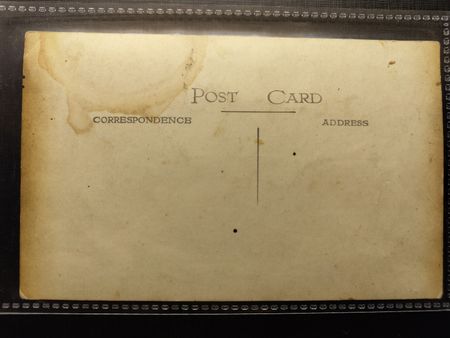 POST CARD
CORRESPONDENCE ADDRESS